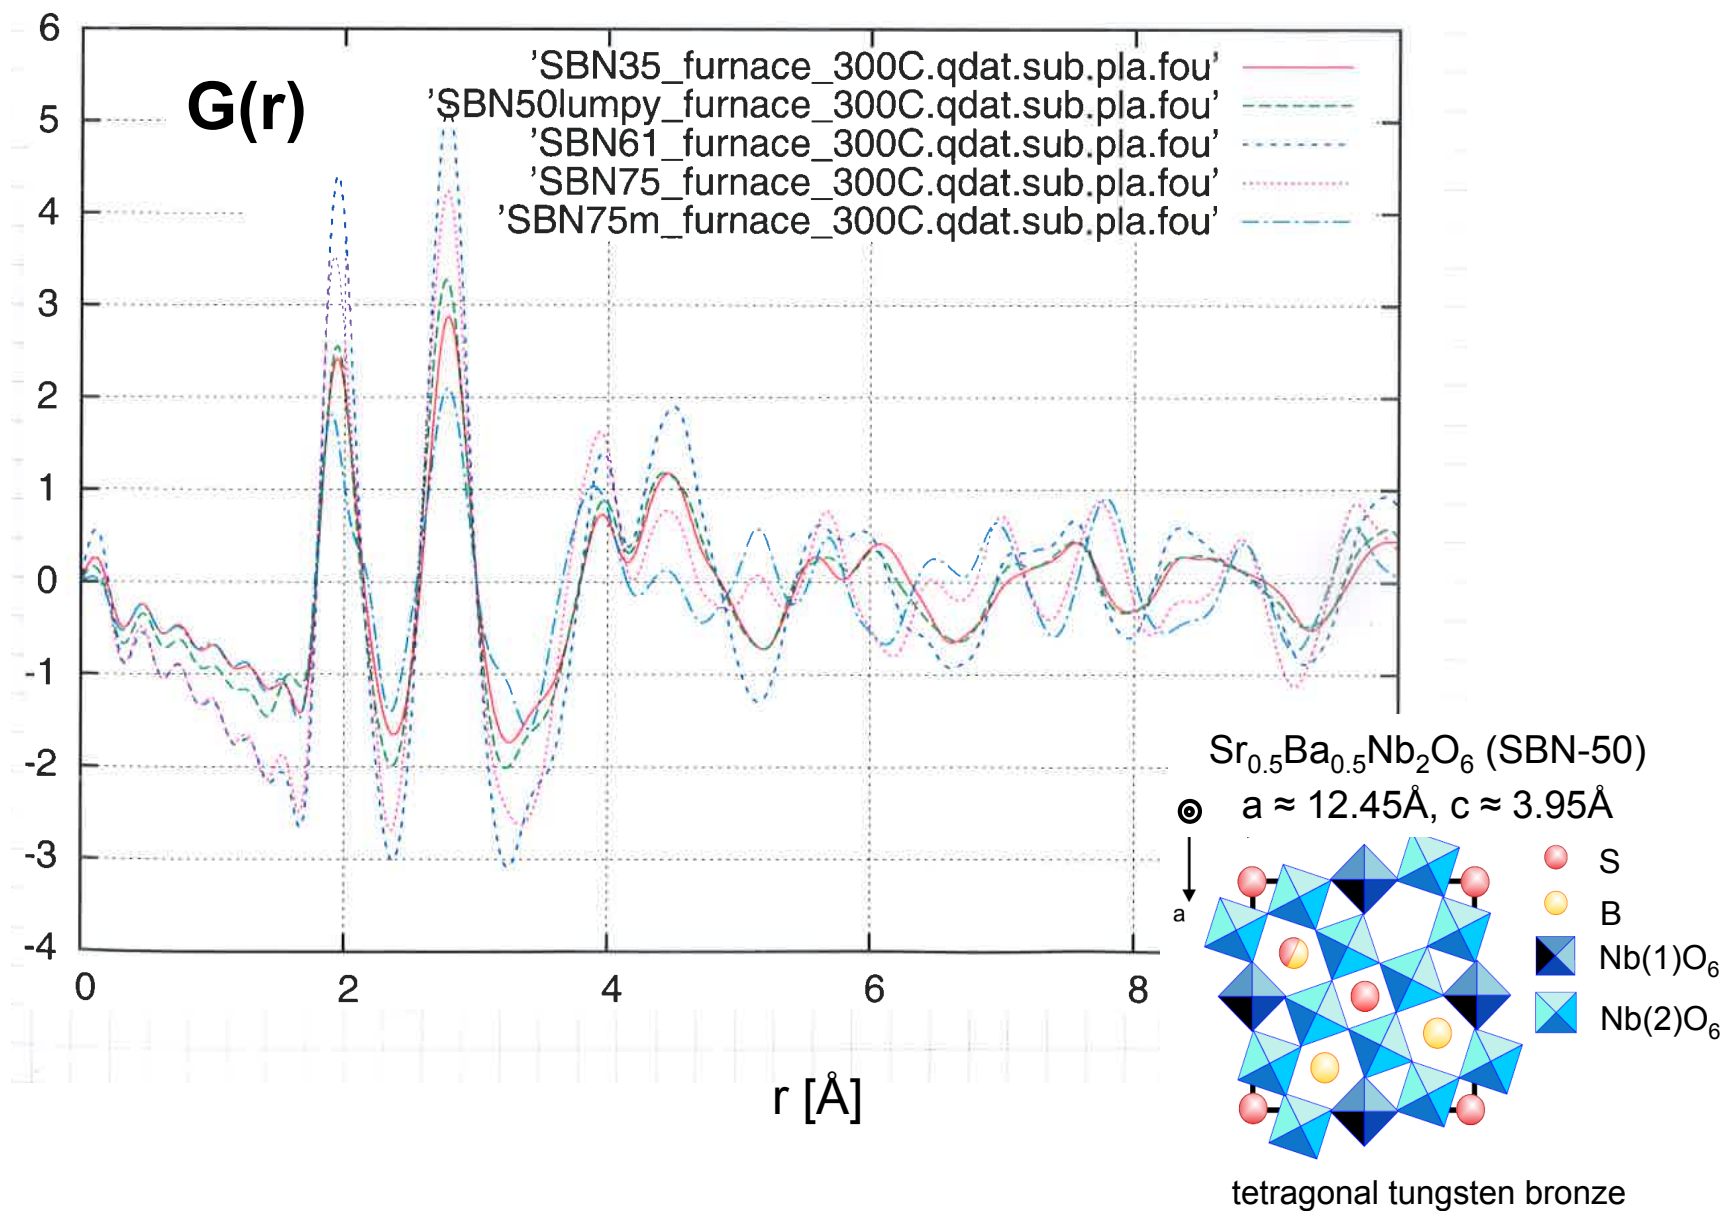 G(r)
'SBN35_furnace_300C.qdat.sub.pla.fou'
'SBN50lumpy_furnace_300C.qdat.sub.pla.fou'
'SBN61_furnace_300C.qdat.sub.pla.fou'
'SBN75_furnace_300C.qdat.sub.pla.fou'
'SBN75m_furnace_300C.qdat.sub.pla.fou'
6
5
4
3
2
1
0
-1
-2
-3
-4
0 2 4 6 8
r [Å]
Sr0.5Ba0.5Nb2O6 (SBN-50)
a ≈ 12.45Å, c ≈ 3.95Å
a
S
B
Nb(1)O6
Nb(2)O6
tetragonal tungsten bronze